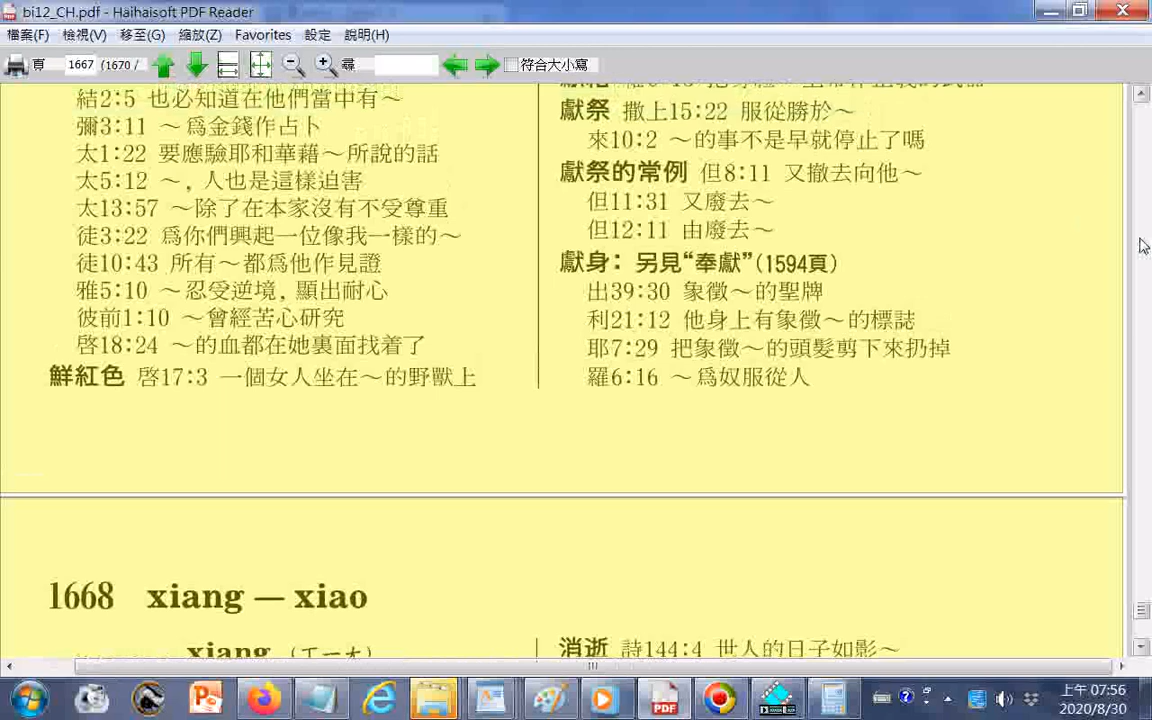 bi12_CH.pdf - Haihaisoft PDF Reader
檔案(F) 檢視(V) 移至(G) 縮放(Z) Favorites 設定 說明(H)
頁 1667 (1670 / 尋 符合大小寫
結2:5 也必知道在他們當中有～
彌3:11 ～爲金錢作占卜
太1:22 要應驗耶和華藉～所說的話
太5:12 ～, 人也是這樣迫害
太13:57 ～除了在本家沒有不受尊重
徒3:22 爲你們興起一位像我一樣的～
徒10:43 所有～都爲他作見證
雅5:10 ～忍受逆境, 顯出耐心
彼前1:10 ～曾經苦心研究
啓18:24 ～的血都在她裏面找着了
鮮紅色 啓17:3 一個女人坐在～的野獸上
獻祭 撒上15:22 服從勝於～
來10:2 ～的事不是早就停止了嗎
獻祭的常例 但8:11 又撤去向他～
但11:31 又廢去～
但12:11 由廢去～
獻身：另見“奉獻”(1594頁)
出39:30 象徵～的聖牌
利21:12 他身上有象徵～的標誌
耶7:29 把象徵～的頭髮剪下來扔掉
羅6:16 ～爲奴服從人
1668 xiang — xiao
xiang (ㄒㄧㄤ)
消逝 詩144:4 世人的日子如影～
上午 07:56
2020/8/30